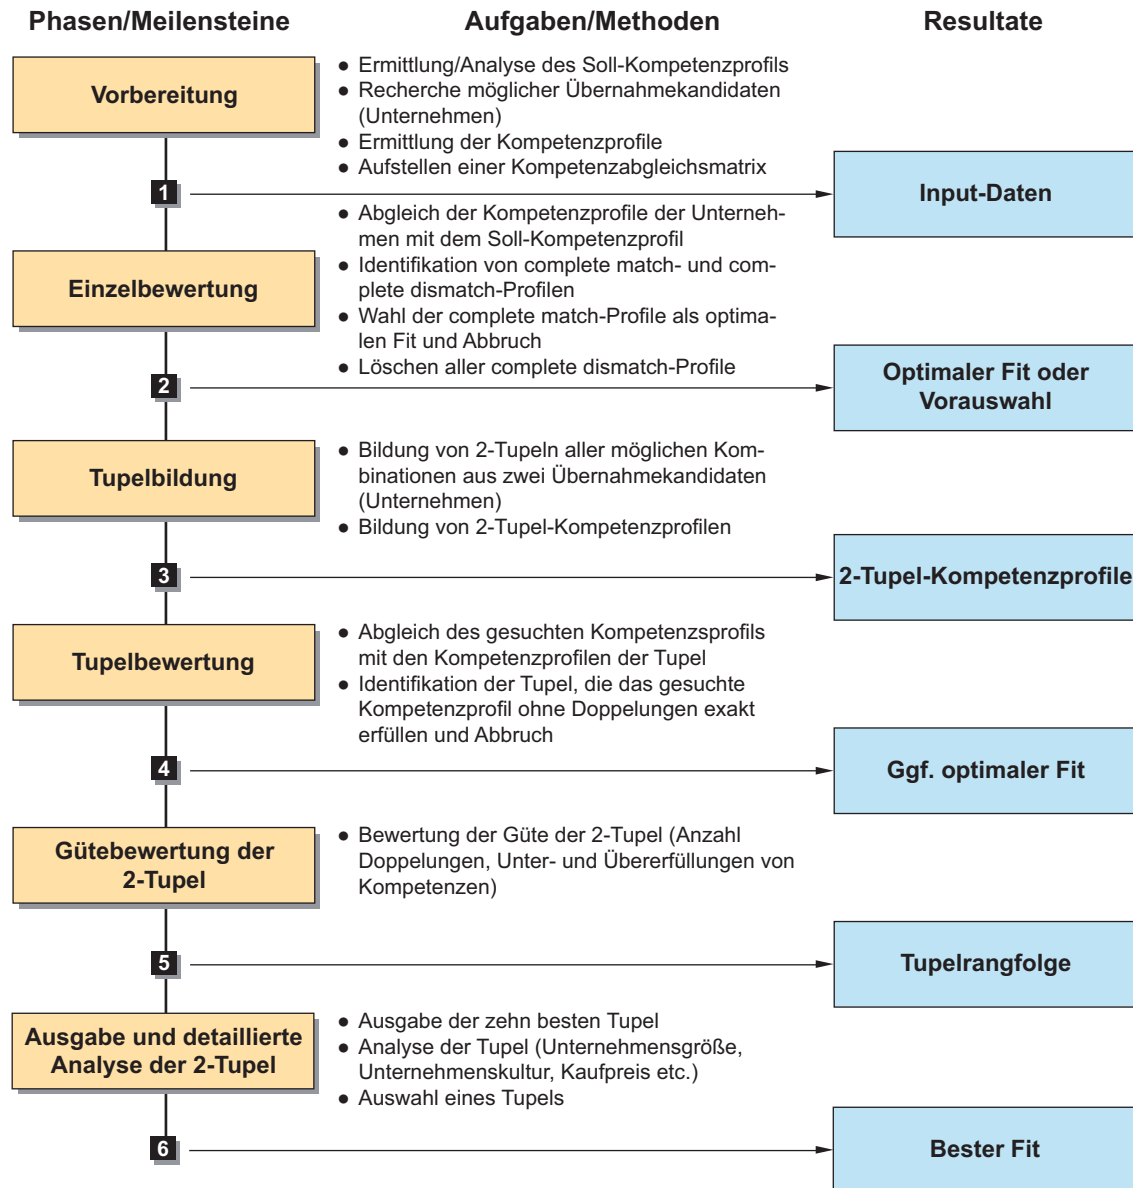 Phasen/Meilensteine
Aufgaben/Methoden
Resultate
Vorbereitung
● Ermittlung/Analyse des Soll-Kompetenzprofils
● Recherche möglicher Übernahmekandidaten
(Unternehmen)
● Ermittlung der Kompetenzprofile
● Aufstellen einer Kompetenzabgleichsmatrix
1
Input-Daten
Einzelbewertung
● Abgleich der Kompetenzprofile der Unterneh-
men mit dem Soll-Kompetenzprofil
● Identifikation von complete match- und com-
plete dismatch-Profilen
● Wahl der complete match-Profile als optima-
len Fit und Abbruch
● Löschen aller complete dismatch-Profile
2
Optimaler Fit oder
Vorauswahl
Tupelbildung
● Bildung von 2-Tupeln aller möglichen Kom-
binationen aus zwei Übernahmekandidaten
(Unternehmen)
● Bildung von 2-Tupel-Kompetenzprofilen
3
2-Tupel-Kompetenzprofile
Tupelbewertung
● Abgleich des gesuchten Kompetenzsprofils
mit den Kompetenzprofilen der Tupel
● Identifikation der Tupel, die das gesuchte
Kompetenzprofil ohne Doppelungen exakt
erfüllen und Abbruch
4
Ggf. optimaler Fit
Gütebewertung der
2-Tupel
● Bewertung der Güte der 2-Tupel (Anzahl
Doppelungen, Unter- und Übererfüllungen von
Kompetenzen)
5
Tupelrangfolge
Ausgabe und detaillierte
Analyse der 2-Tupel
● Ausgabe der zehn besten Tupel
● Analyse der Tupel (Unternehmensgröße,
Unternehmenskultur, Kaufpreis etc.)
● Auswahl eines Tupels
6
Bester Fit